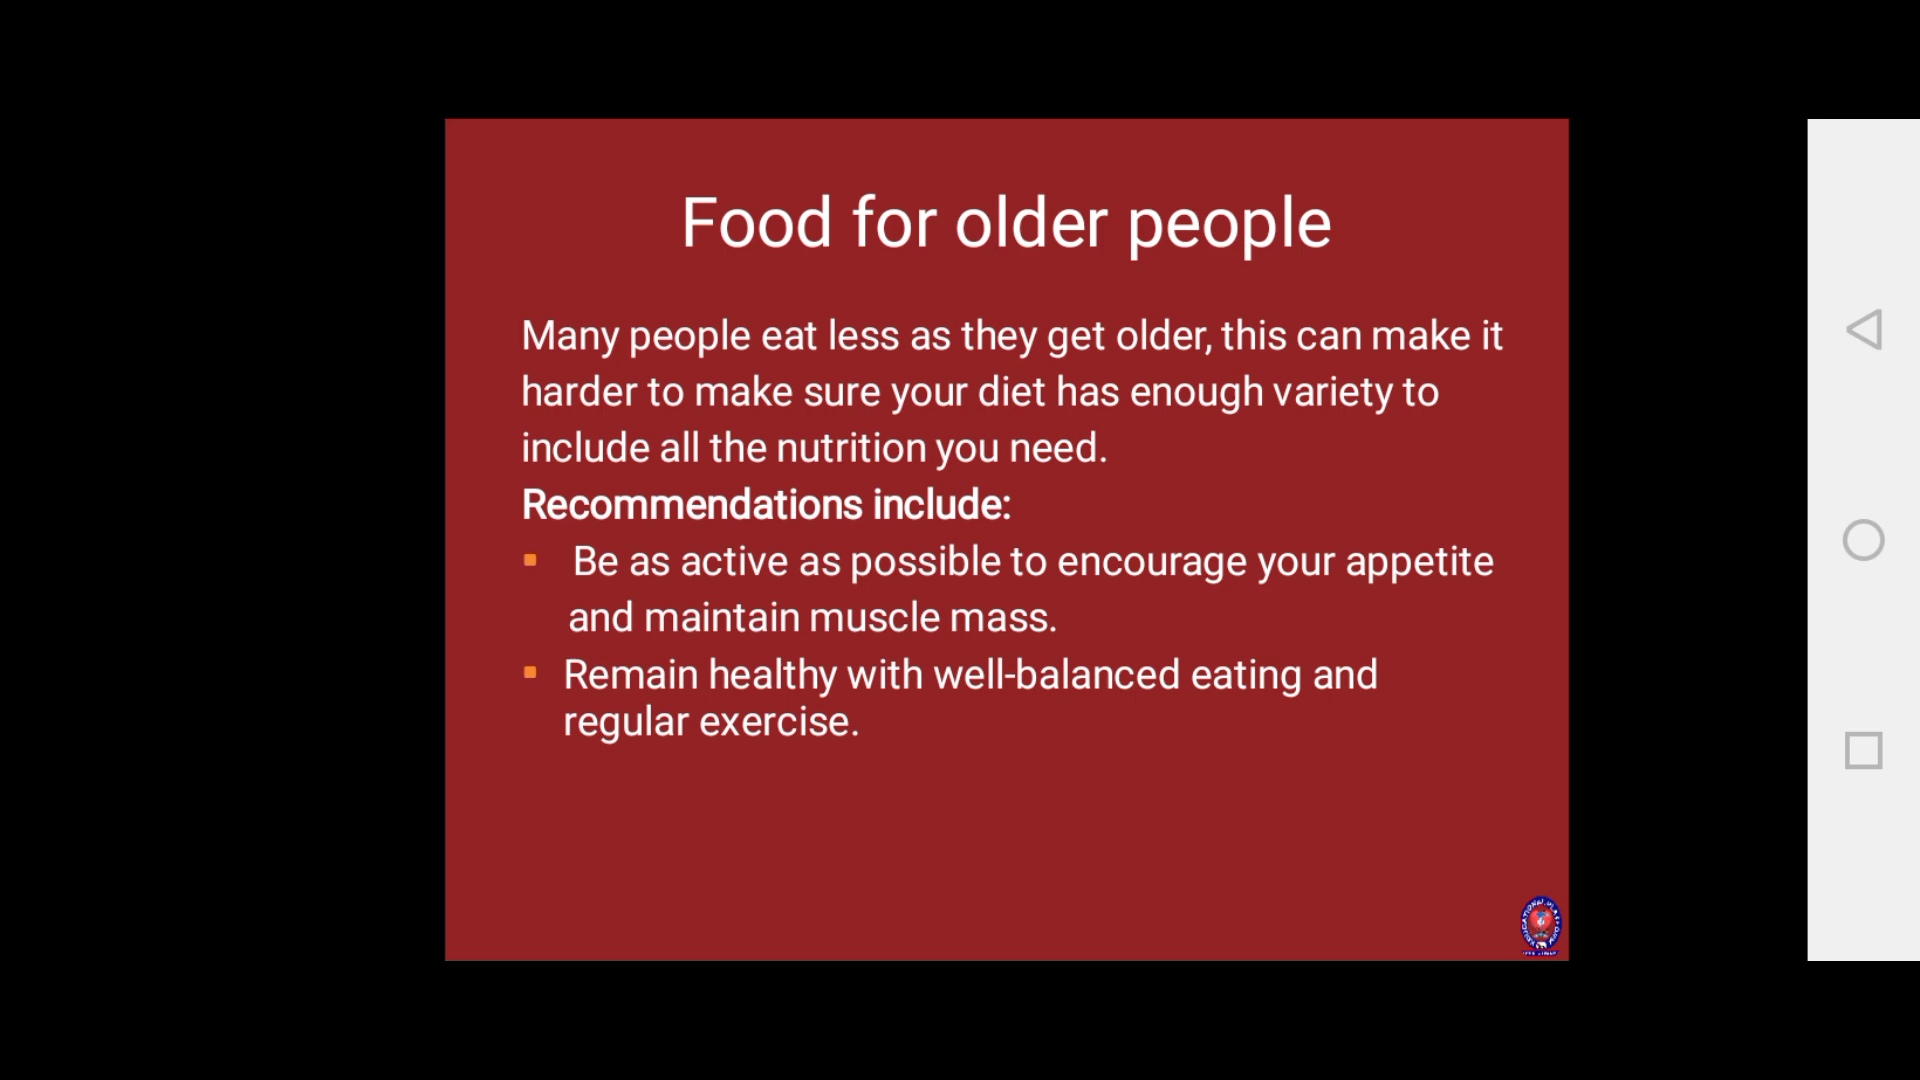 Food for older people
Many people eat less as they get older, this can make it
harder to make sure your diet has enough variety to
include all the nutrition you need.
Recommendations include:
▪ Be as active as possible to encourage your appetite
and maintain muscle mass.
▪ Remain healthy with well-balanced eating and
regular exercise.